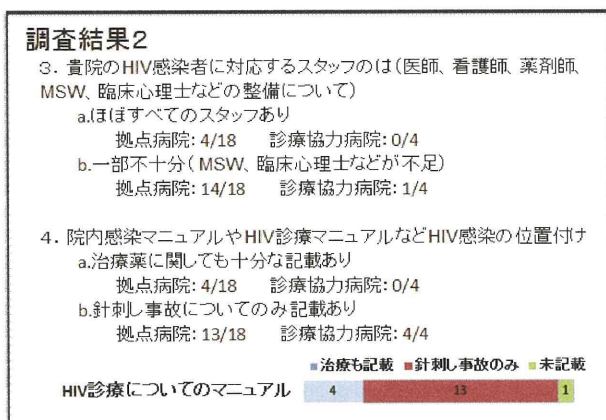 調査結果2
3. 貴院のHIV感染者に対応するスタッフのは(医師、看護師、薬剤師、
MSW、臨床心理士などの整備について)
a.ほぼすべてのスタッフあり
拠点病院: 4/18 診療協力病院: 0/4
b.一部不十分( MSW、臨床心理士などが不足)
拠点病院: 14/18 診療協力病院: 1/4
4. 院内感染マニュアルやHIV診療マニュアルなどHIV感染の位置付け
a.治療薬に関しても十分な記載あり
拠点病院: 4/18 診療協力病院: 0/4
b.針刺し事故についてのみ記載あり
拠点病院: 13/18 診療協力病院: 4/4
治療も記載 針刺し事故のみ 未記載
HIV診療についてのマニュアル 4 13 1